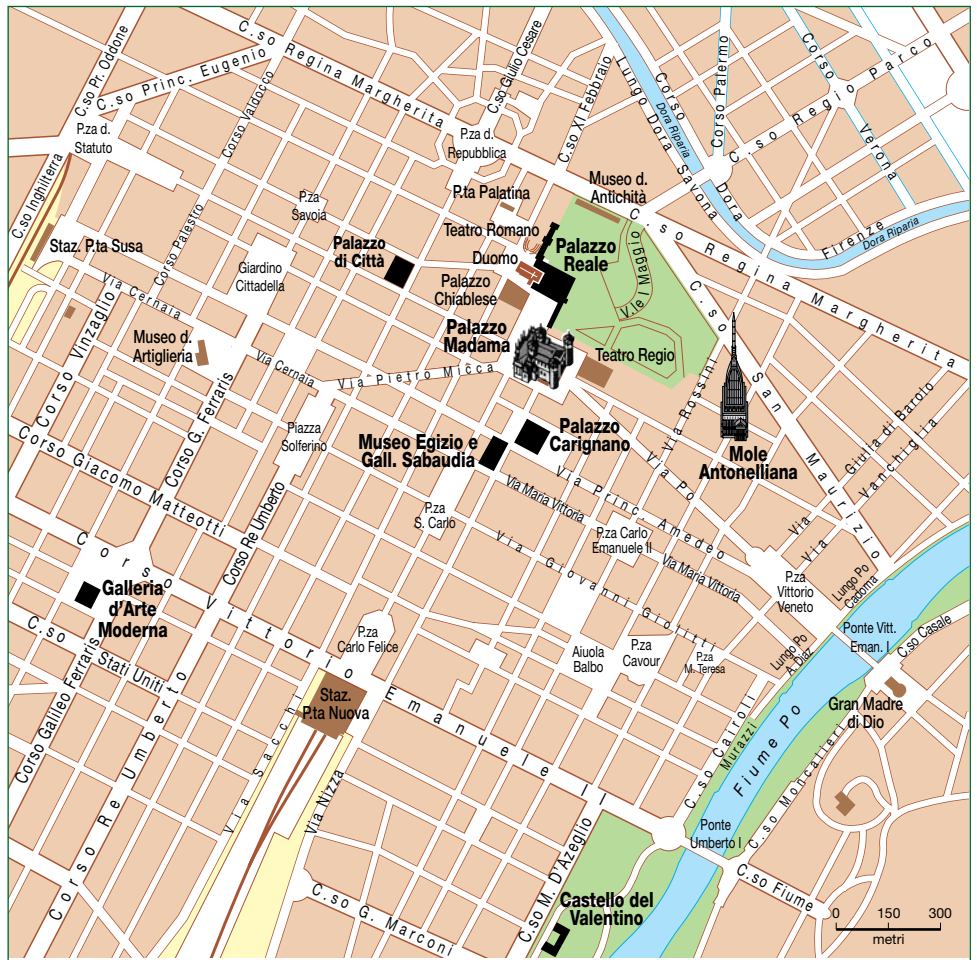 C.so Pr. Oddone
C.so Princ. Eugenio
C.so Regina Margherita
C.so Giulio Cesare
C.so XI Febbraio
Lungo Dora Savona
Corso Dora
Dora Riparia
Corso Palermo
Corso Verona
C.so Regio Parco
Firenze
Dora Riparia
C.so Regina Margherita
P.za d.
Statuto
Corso Valdocco
P.za d.
Repubblica
C.so Inghilterra
Staz. P.ta Susa
Corso Palestro
P.za
Savoja
P.ta Palatina
Museo d.
Antichità
Teatro Romano
Palazzo
di Città
Duomo
Palazzo
Reale
V.le I Maggio
Giardino
Cittadella
Palazzo
Chiablese
Via Cernaia
Corso Vinzaglio
Museo d.
Artiglieria
Via Cernaia
Via Pietro Micca
Palazzo
Madama
Teatro Regio
Via Rossini
C.so San Maurizio
Mole
Antonelliana
Corso G. Ferraris
Piazza
Solferino
Museo Egizio e
Gall. Sabaudia
Palazzo
Carignano
Via Po
Via Princ. Amedeo
Via Maria Vittoria
Via Giulia di Barolo
Via Vanchiglia
Corso Giacomo Matteotti
Corso Re Umberto
P.za
S. Carlo
P.za Carlo
Emanuele II
Via Maria Vittoria
Via Giovanni Giolitti
P.za
Vittorio
Veneto
Lungo Po
Cadorna
Corso Vittorio Emanuele II
Galleria
d'Arte
Moderna
C.so
Stati Uniti
P.za
Carlo Felice
Aiuola
Balbo
P.za
Cavour
P.za
M. Teresa
Lungo Po
A. Diaz
Ponte Vitt.
Eman. I
C.so Casale
Gran Madre
di Dio
Corso Galileo Ferraris
Corso Re Umberto
Via Sacchi
Staz.
P.ta Nuova
Via Nizza
C.so Cairoli
Murazzi
Fiume Po
C.so Moncalieri
Ponte
Umberto I
C.so Fiume
C.so G. Marconi
C.so M. D'Azeglio
Castello del
Valentino
0 150 300
metri